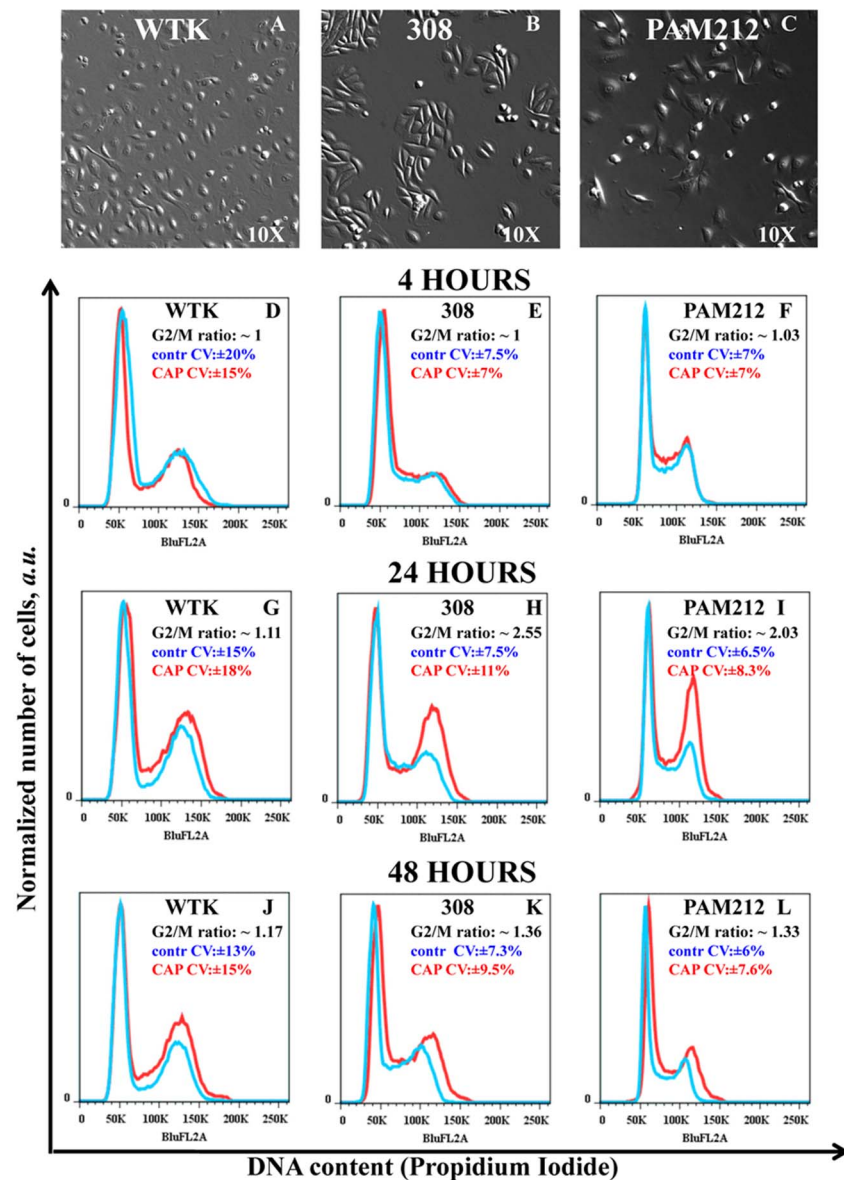 WTK A
308 B
PAM212 C
10X
10X
10X
4 HOURS
WTK D
G2/M ratio: ~ 1
contr CV:±20%
CAP CV:±15%
0
0 50K 100K 150K 200K 250K
BluFL2A
308 E
G2/M ratio: ~ 1
contr CV:±7.5%
CAP CV:±7%
0
0 50K 100K 150K 200K 250K
BluFL2A
PAM212 F
G2/M ratio: ~ 1.03
contr CV:±7%
CAP CV:±7%
0
0 50K 100K 150K 200K 250K
BluFL2A
24 HOURS
WTK G
G2/M ratio: ~ 1.11
contr CV:±15%
CAP CV:±18%
0
0 50K 100K 150K 200K 250K
BluFL2A
308 H
G2/M ratio: ~ 2.55
contr CV:±7.5%
CAP CV:±11%
0
0 50K 100K 150K 200K 250K
BluFL2A
PAM212 I
G2/M ratio: ~ 2.03
contr CV:±6.5%
CAP CV:±8.3%
0
0 50K 100K 150K 200K 250K
BluFL2A
48 HOURS
WTK J
G2/M ratio: ~ 1.17
contr CV:±13%
CAP CV:±15%
0
0 50K 100K 150K 200K 250K
BluFL2A
308 K
G2/M ratio: ~ 1.36
contr CV:±7.3%
CAP CV:±9.5%
0
0 50K 100K 150K 200K 250K
BluFL2A
PAM212 L
G2/M ratio: ~ 1.33
contr CV:±6%
CAP CV:±7.6%
0
0 50K 100K 150K 200K 250K
BluFL2A
Normalized number of cells, a.u.
DNA content (Propidium Iodide)